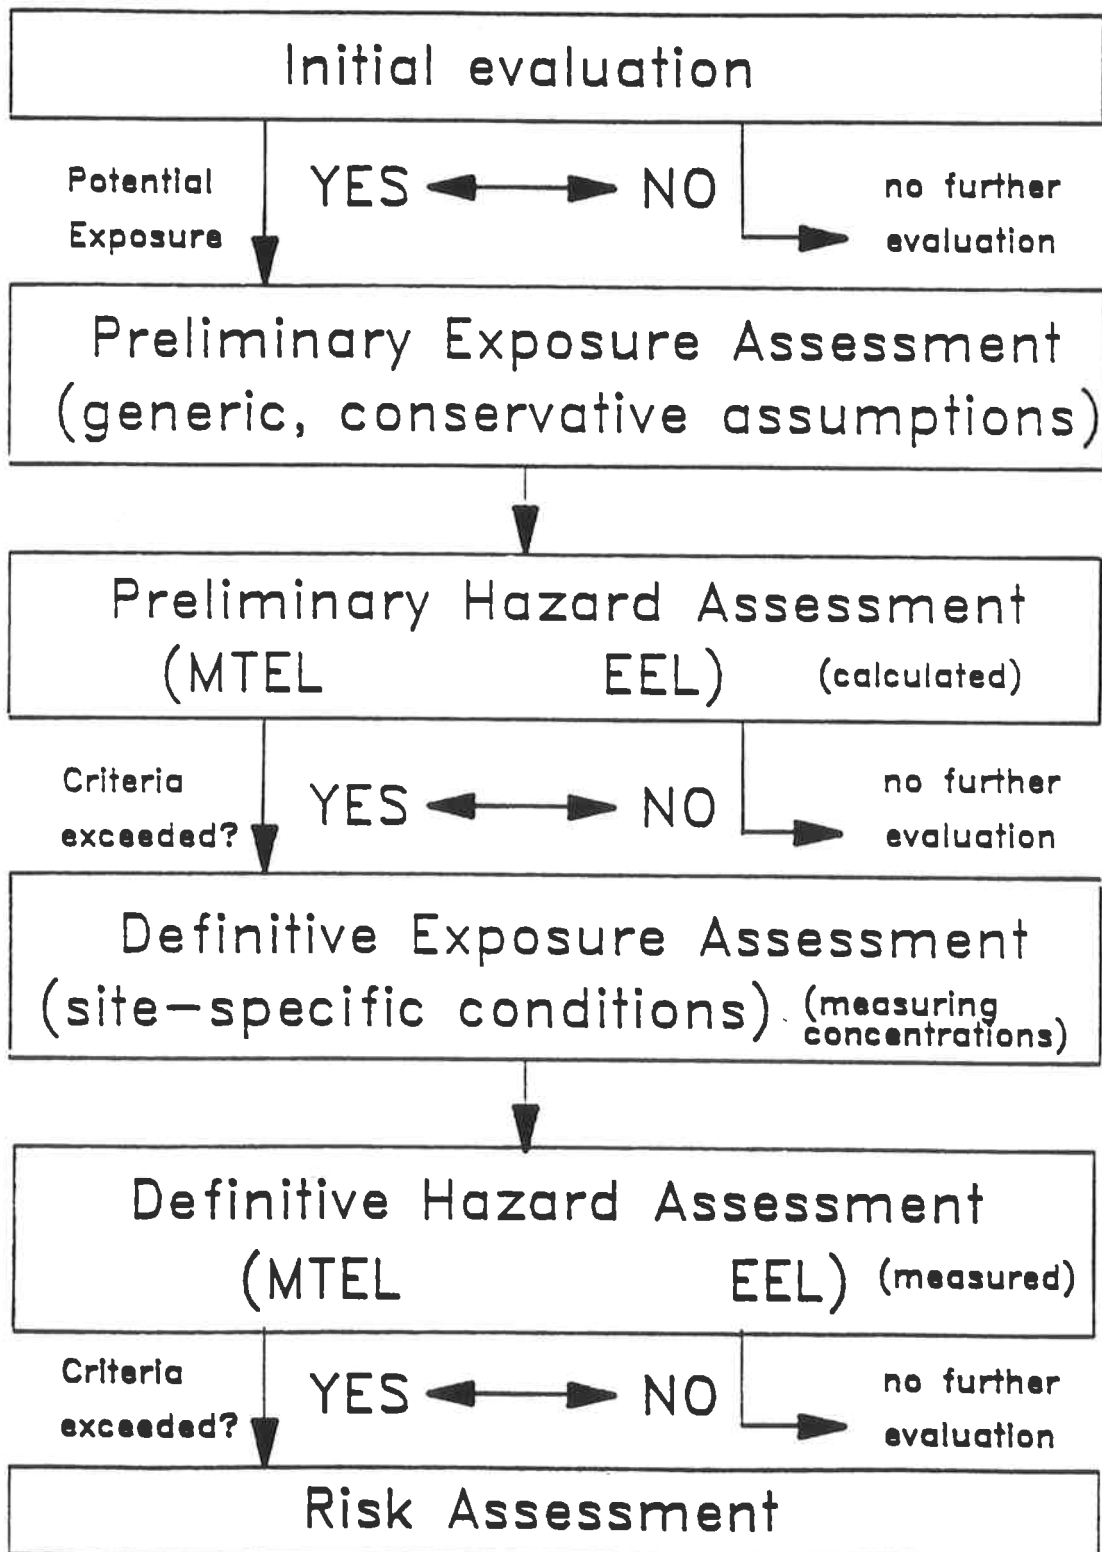 Initial evaluation
Potential
Exposure
YES NO
no further
evaluation
Preliminary Exposure Assessment
(generic, conservative assumptions)
Preliminary Hazard Assessment
(MTEL EEL) (calculated)
Criteria
exceeded?
YES NO
no further
evaluation
Definitive Exposure Assessment
(site-specific conditions) (measuring
concentrations)
Definitive Hazard Assessment
(MTEL EEL) (measured)
Criteria
exceeded?
YES NO
no further
evaluation
Risk Assessment